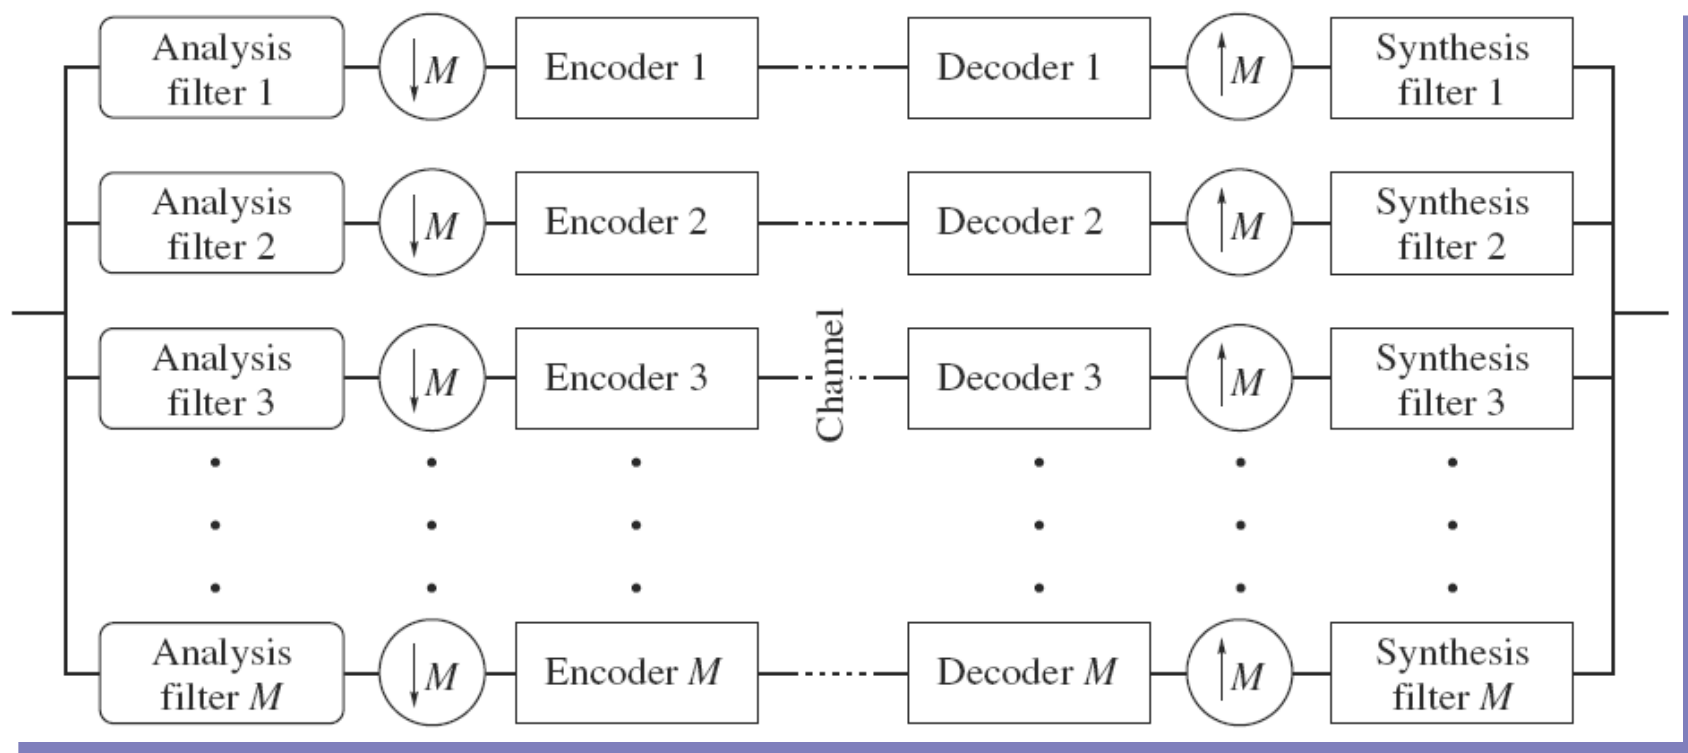 Analysis
filter 1
↓M
Encoder 1
Decoder 1
↑M
Synthesis
filter 1
Analysis
filter 2
↓M
Encoder 2
Decoder 2
↑M
Synthesis
filter 2
Analysis
filter 3
↓M
Encoder 3
Channel
Decoder 3
↑M
Synthesis
filter 3
Analysis
filter M
↓M
Encoder M
Decoder M
↑M
Synthesis
filter M